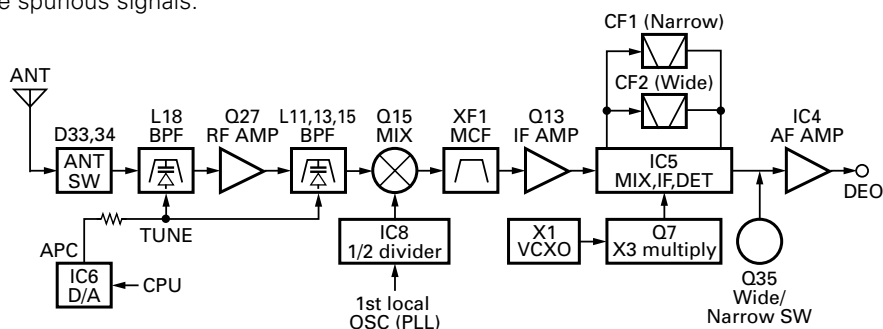 e spurious signals.
CF1 (Narrow)
CF2 (Wide)
ANT
D33,34
ANT
SW
L18
BPF
Q27
RF AMP
L11,13,15
BPF
Q15
MIX
XF1
MCF
Q13
IF AMP
IC5
MIX,IF,DET
IC4
AF AMP
DEO
TUNE
APC
IC6
D/A
CPU
IC8
1/2 divider
1st local
OSC (PLL)
X1
VCXO
Q7
X3 multiply
Q35
Wide/
Narrow SW